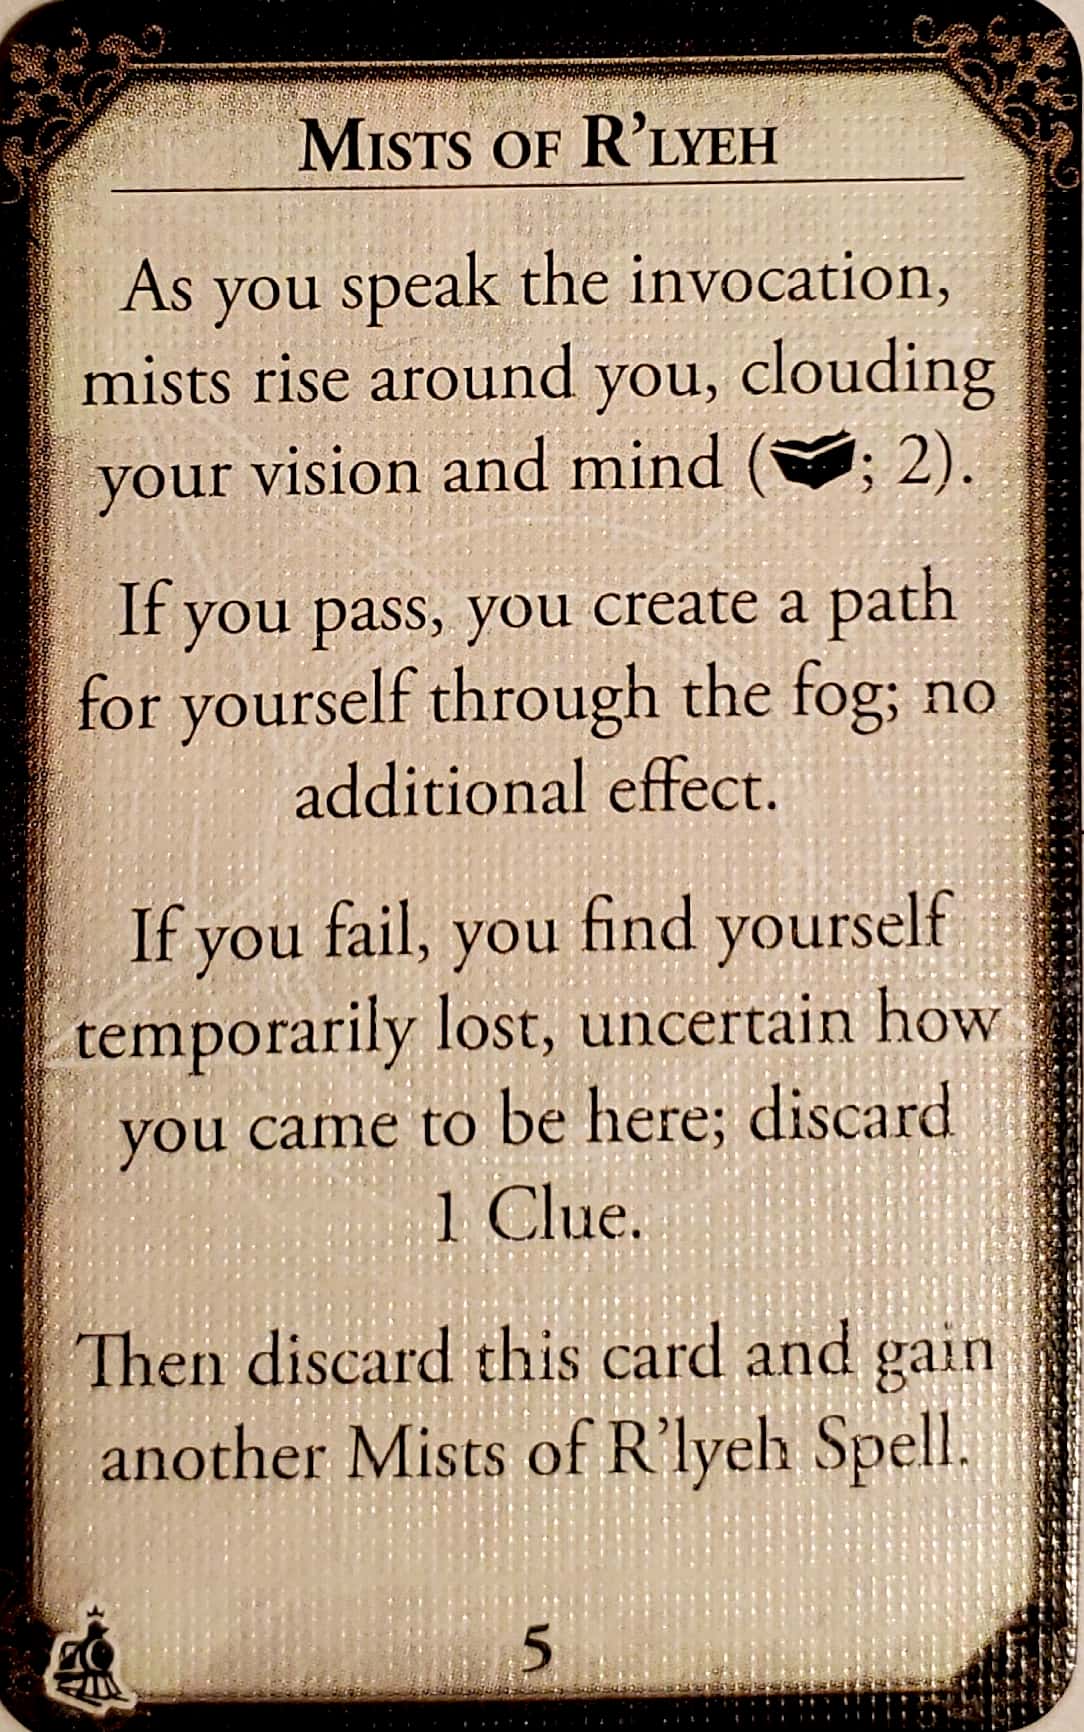 Mists of R'lyeh
As you speak the invocation,
mists rise around you, clouding
your vision and mind ( ; 2).
If you pass, you create a path
for yourself through the fog; no
additional effect.
If you fail, you find yourself
temporarily lost, uncertain how
you came to be here; discard
1 Clue.
Then discard this card and gain
another Mists of R'lyeh Spell.
5